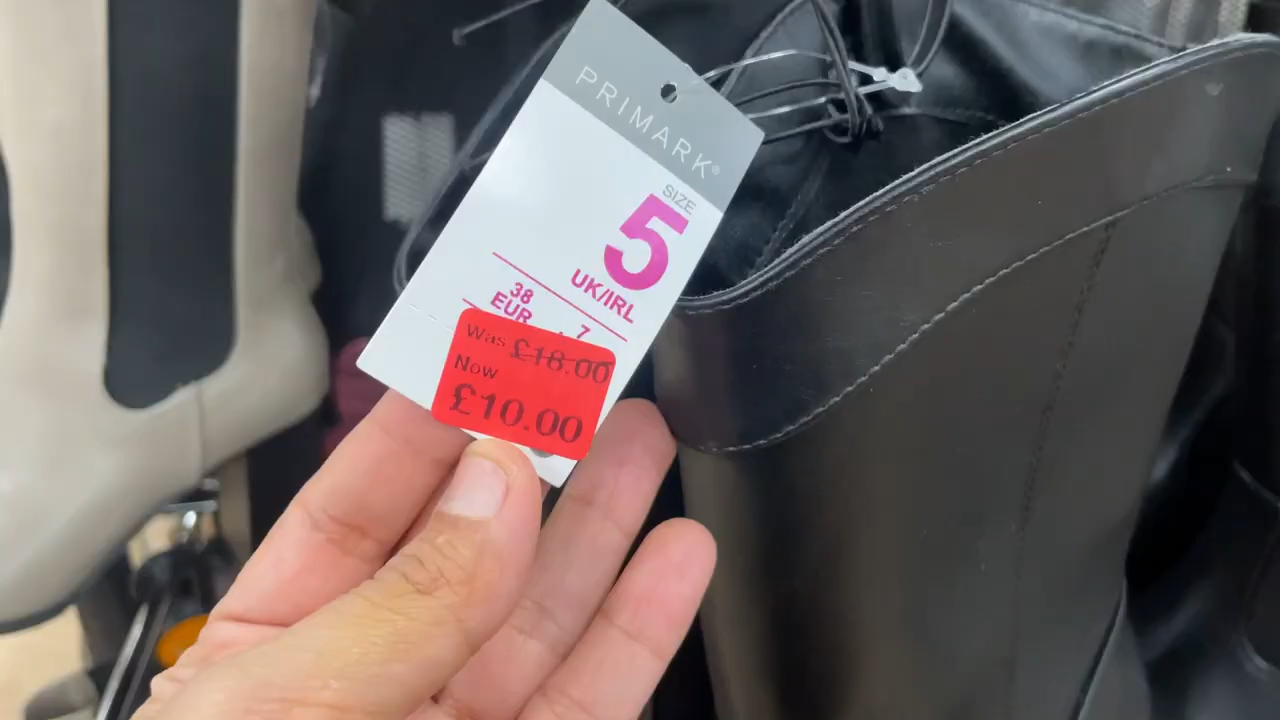 PRIMARK®
SIZE
5
UK/IRL
38
EUR
7
Was £18.00
Now
£10.00